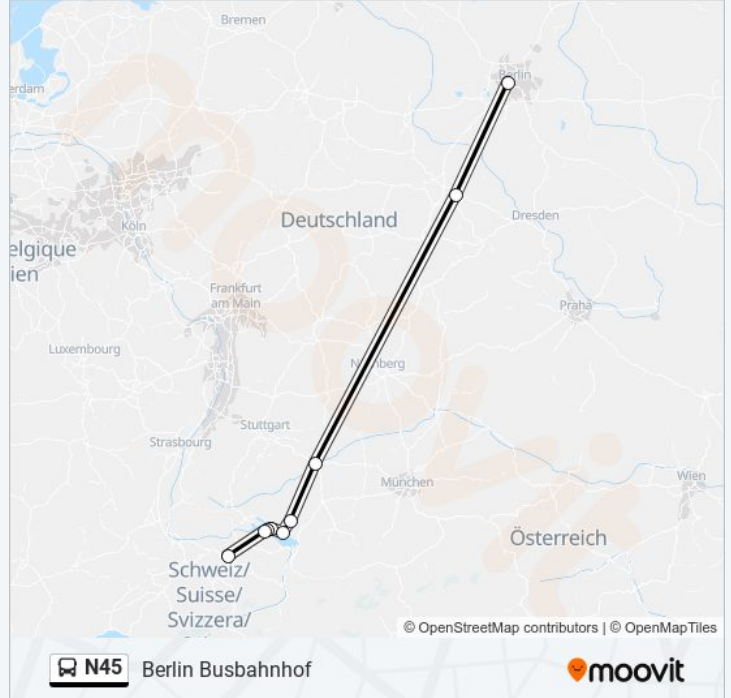 Bremen
Berlin
erdam
Deutschland
Dresden
Köln
elgique
ien
Frankfurt
am Main
Praha
Luxembourg
Stuttgart
Strasbourg
München
Wien
Österreich
Schweiz/
Suisse/
Svizzera/
© OpenStreetMap contributors | © OpenMapTiles
N45 Berlin Busbahnhof
moovit
moovit